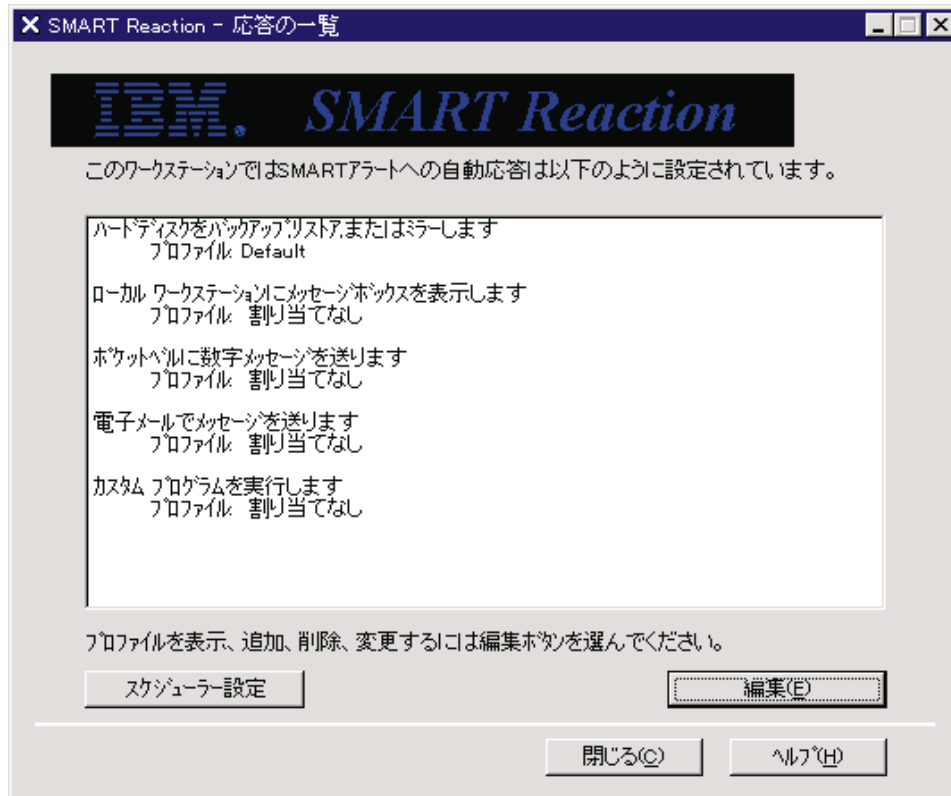 SMART Reaction - 応答の一覧
IBM. SMART Reaction
このワークステーションではSMARTアラートへの自動応答は以下のように設定されています。
ハードディスクをバックアップ,リストア,またはミラーします
プロファイル: Default
ローカル ワークステーションにメッセージボックスを表示します
プロファイル: 割り当てなし
ポケットベルに数字メッセージを送ります
プロファイル: 割り当てなし
電子メールでメッセージを送ります
プロファイル: 割り当てなし
カスタム プログラムを実行します
プロファイル: 割り当てなし
プロファイルを表示、追加、削除、変更するには編集ボタンを選んでください。
スケジューラー設定
編集(E)
閉じる(C)
ヘルプ(H)